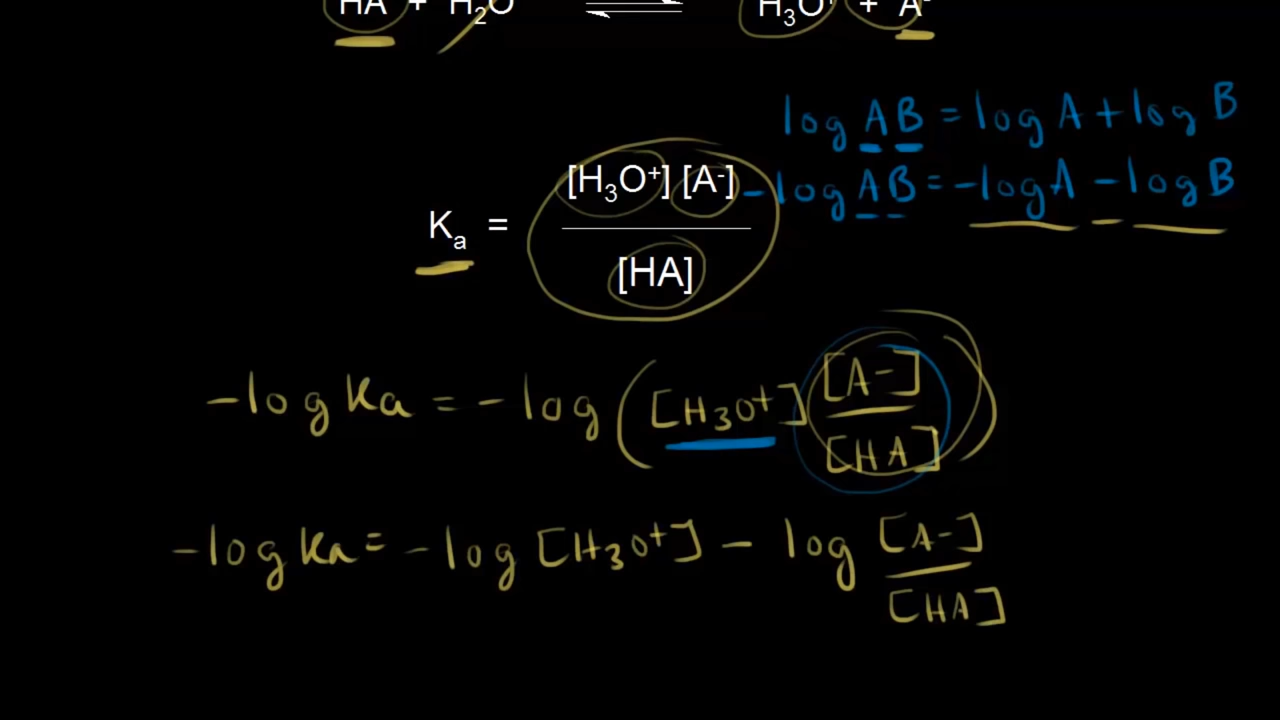 HA + H₂O ⇌ H₃O⁺ + A⁻
log AB = log A + log B
-log AB = -log A - log B
Kₐ = [H₃O⁺] [A⁻] / [HA]
-log Ka = -log ([H₃O⁺] [A⁻] / [HA])
-log Ka = -log [H₃O⁺] - log [A⁻] / [HA]